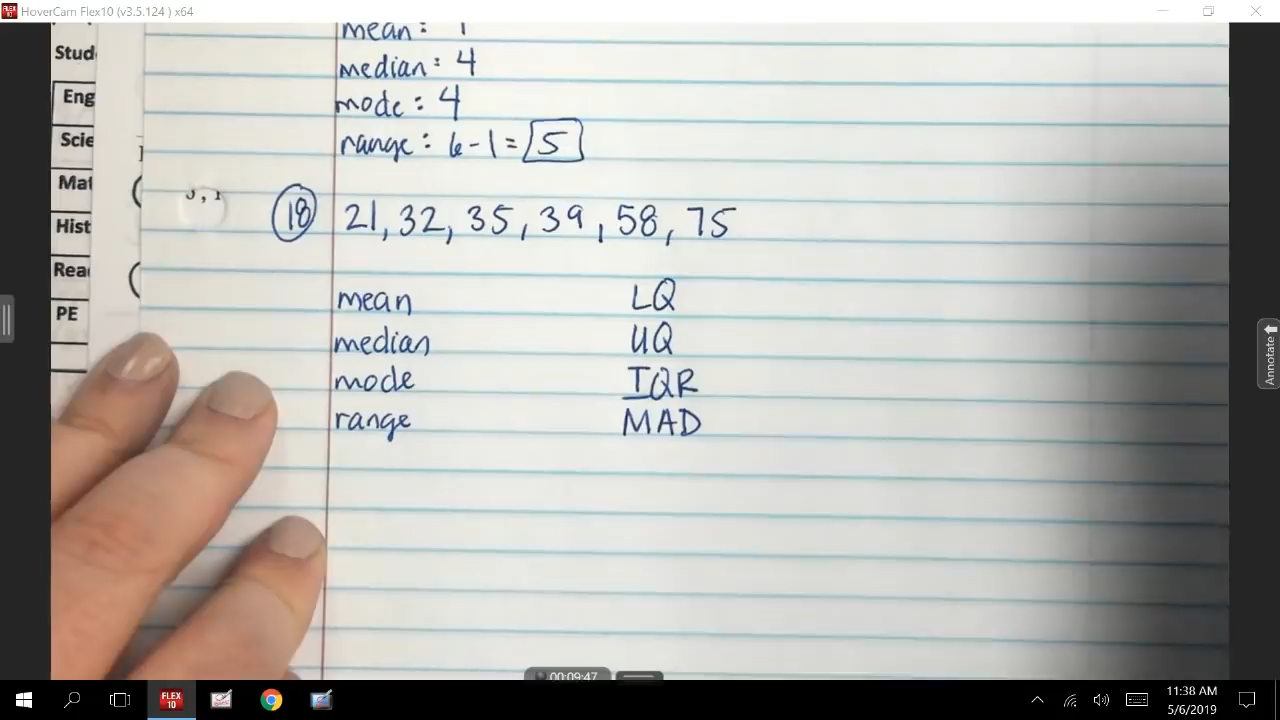 HoverCam Flex10 (v3.5.124 ) x64
mean:
median: 4
mode: 4
range: 6-1= 5
Stud
Eng
Scie
Mat
Hist
Rea
PE
18 21, 32, 35, 39, 58, 75
mean LQ
median UQ
mode IQR
range MAD
Annotate
00:09:47
FLEX 10
11:38 AM
5/6/2019